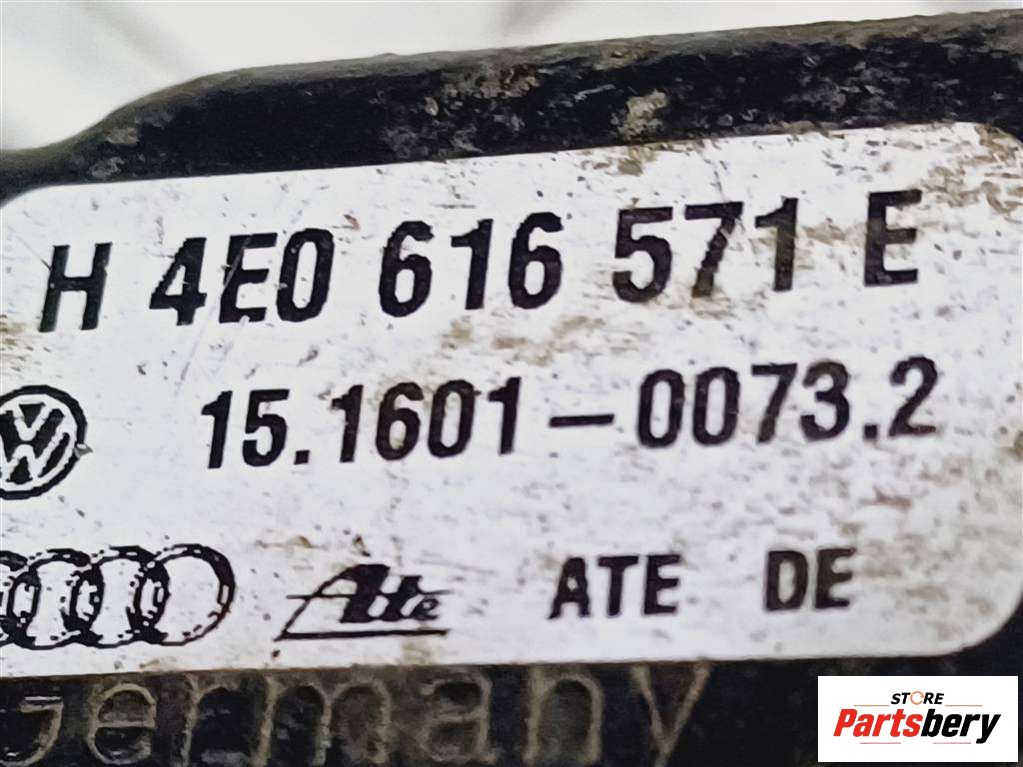 H 4E0 616 571 E
15.1601-0073.2
Ate ATE DE
Germany
STORE
Partsbery